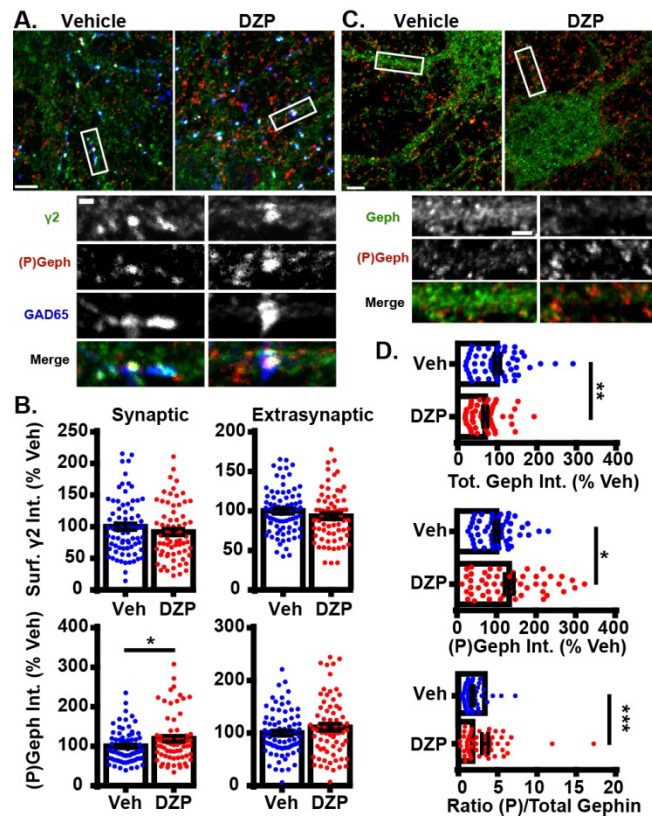 A.
Vehicle
DZP
γ2
(P)Geph
GAD65
Merge
B.
Synaptic
Extrasynaptic
Surf. γ2 Int. (% Veh)
250
200
150
100
50
0
Veh
DZP
200
150
100
50
0
Veh
DZP
(P)Geph Int. (% Veh)
400
300
200
100
0
*
Veh
DZP
300
200
100
0
Veh
DZP
C.
Vehicle
DZP
Geph
(P)Geph
Merge
D.
Veh
DZP
**
0 100 200 300 400
Tot. Geph Int. (% Veh)
Veh
DZP
*
0 100 200 300 400
(P)Geph Int. (% Veh)
Veh
DZP
***
0 5 10 15 20
Ratio (P)/Total Gephin